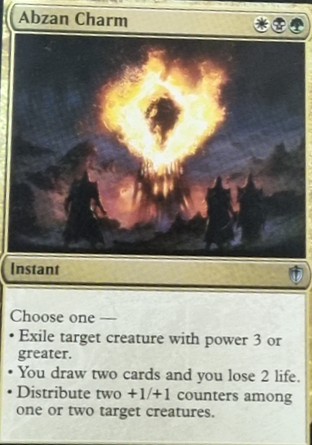 Abzan Charm
Instant
Choose one —
• Exile target creature with power 3 or
greater.
• You draw two cards and you lose 2 life.
• Distribute two +1/+1 counters among
one or two target creatures.